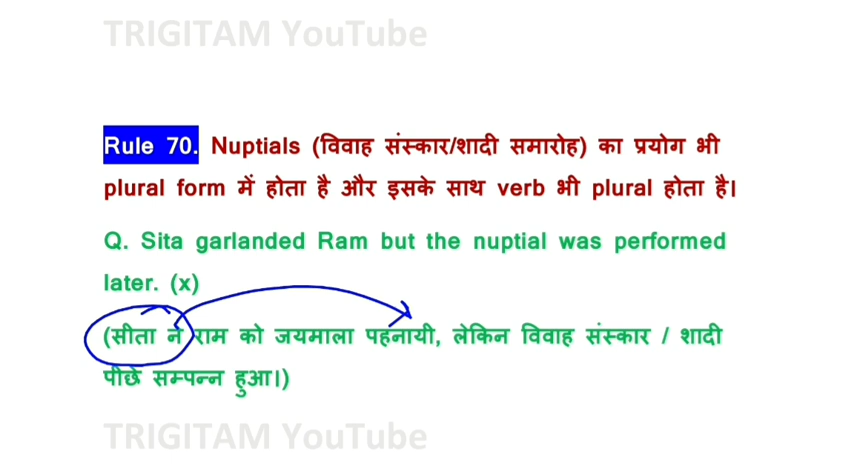 TRIGITAM YouTube
Rule 70. Nuptials (विवाह संस्कार/शादी समारोह) का प्रयोग भी
plural form में होता है और इसके साथ verb भी plural होता है।
Q. Sita garlanded Ram but the nuptial was performed
later. (x)
(सीता ने राम को जयमाला पहनायी, लेकिन विवाह संस्कार / शादी
पीछे सम्पन्न हुआ।)
TRIGITAM YouTube